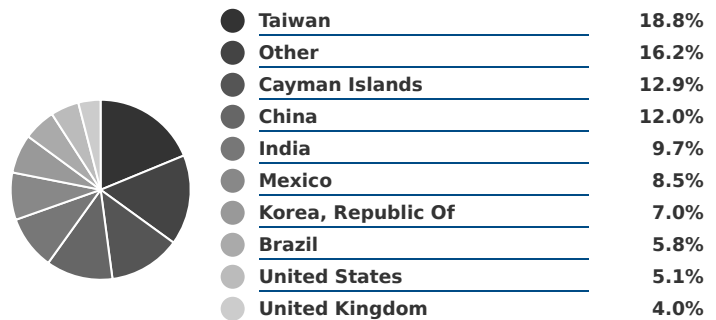 Taiwan 18.8%
Other 16.2%
Cayman Islands 12.9%
China 12.0%
India 9.7%
Mexico 8.5%
Korea, Republic Of 7.0%
Brazil 5.8%
United States 5.1%
United Kingdom 4.0%